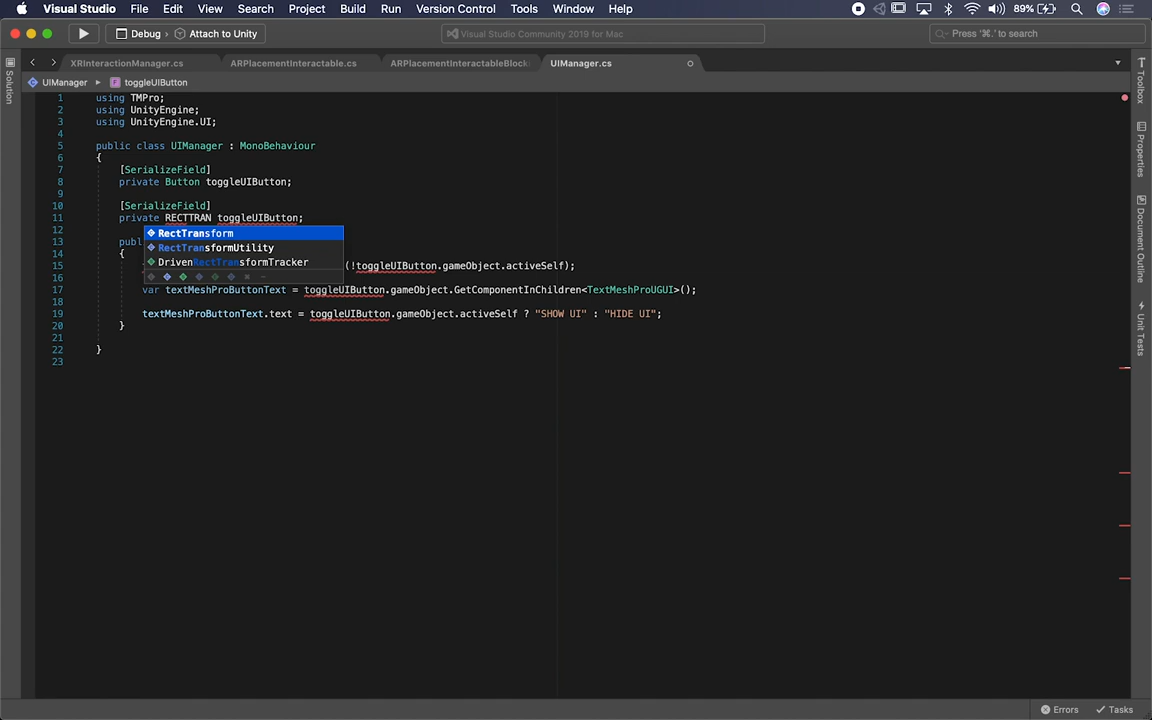 Visual Studio File Edit View Search Project Build Run Version Control Tools Window Help 89%
Debug Attach to Unity Visual Studio Community 2019 for Mac Press '⌘.' to search
XRInteractionManager.cs ARPlacementInteractable.cs ARPlacementInteractableBlock UIManager.cs
UIManager toggleUIButton
1 using TMPro;
2 using UnityEngine;
3 using UnityEngine.UI;
4
5 public class UIManager : MonoBehaviour
6 {
7 [SerializeField]
8 private Button toggleUIButton;
9
10 [SerializeField]
11 private RECTTRAN toggleUIButton;
12 RectTransform
13 publ RectTransformUtility
14 { DrivenRectTransformTracker
15 (!toggleUIButton.gameObject.activeSelf);
16
17 var textMeshProButtonText = toggleUIButton.gameObject.GetComponentInChildren<TextMeshProUGUI>();
18
19 textMeshProButtonText.text = toggleUIButton.gameObject.activeSelf ? "SHOW UI" : "HIDE UI";
20 }
21
22 }
23
Solution
Toolbox
Properties
Document Outline
Unit Tests
Errors Tasks